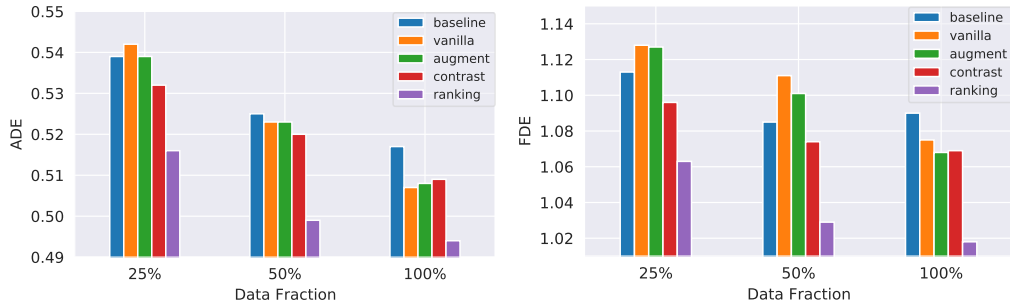 0.55
0.54
0.53
0.52
0.51
0.50
0.49
ADE
25%
50%
100%
Data Fraction
baseline
vanilla
augment
contrast
ranking
1.14
1.12
1.10
1.08
1.06
1.04
1.02
FDE
25%
50%
100%
Data Fraction
baseline
vanilla
augment
contrast
ranking